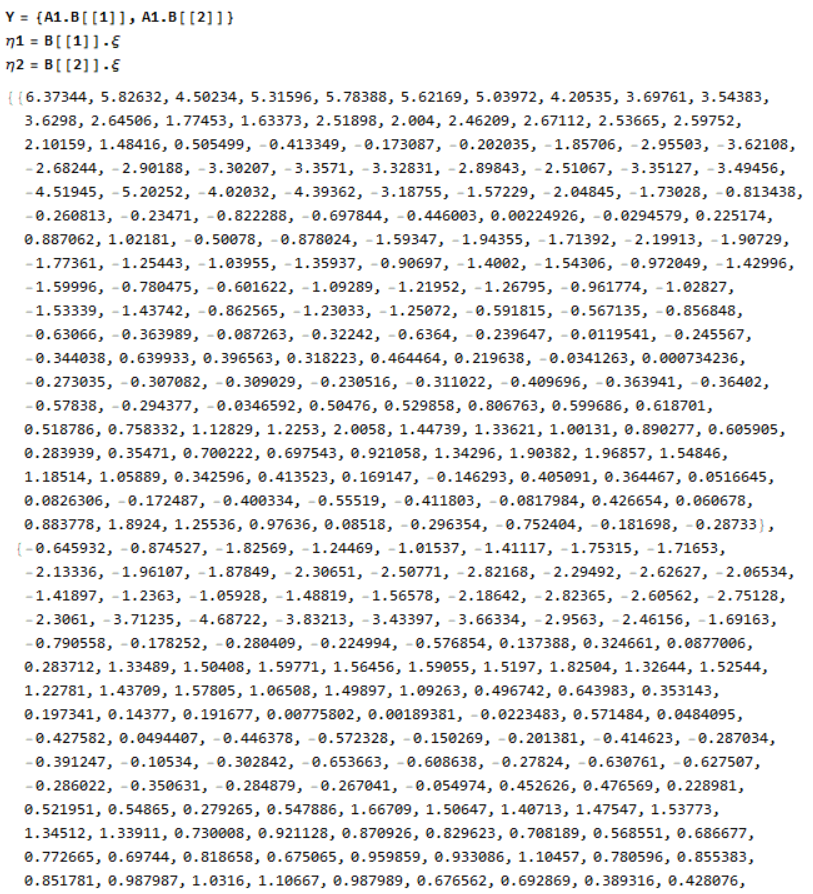 Y = {A1.B[[1]], A1.B[[2]]}
η1 = B[[1]].ξ
η2 = B[[2]].ξ
{{6.37344, 5.82632, 4.50234, 5.31596, 5.78388, 5.62169, 5.03972, 4.20535, 3.69761, 3.54383,
3.6298, 2.64506, 1.77453, 1.63373, 2.51898, 2.004, 2.46209, 2.67112, 2.53665, 2.59752,
2.10159, 1.48416, 0.505499, -0.413349, -0.173087, -0.202035, -1.85706, -2.95503, -3.62108,
-2.68244, -2.90188, -3.30207, -3.3571, -3.32831, -2.89843, -2.51067, -3.35127, -3.49456,
-4.51945, -5.20252, -4.02032, -4.39362, -3.18755, -1.57229, -2.04845, -1.73028, -0.813438,
-0.260813, -0.23471, -0.822288, -0.697844, -0.446003, 0.00224926, -0.0294579, 0.225174,
0.887062, 1.02181, -0.50078, -0.878024, -1.59347, -1.94355, -1.71392, -2.19913, -1.90729,
-1.77361, -1.25443, -1.03955, -1.35937, -0.90697, -1.4002, -1.54306, -0.972049, -1.42996,
-1.59996, -0.780475, -0.601622, -1.09289, -1.21952, -1.26795, -0.961774, -1.02827,
-1.53339, -1.43742, -0.862565, -1.23033, -1.25072, -0.591815, -0.567135, -0.856848,
-0.63066, -0.363989, -0.087263, -0.32242, -0.6364, -0.239647, -0.0119541, -0.245567,
-0.344038, 0.639933, 0.396563, 0.318223, 0.464464, 0.219638, -0.0341263, 0.000734236,
-0.273035, -0.307082, -0.309029, -0.230516, -0.311022, -0.409696, -0.363941, -0.36402,
-0.57838, -0.294377, -0.0346592, 0.50476, 0.529858, 0.806763, 0.599686, 0.618701,
0.518786, 0.758332, 1.12829, 1.2253, 2.0058, 1.44739, 1.33621, 1.00131, 0.890277, 0.605905,
0.283939, 0.35471, 0.700222, 0.697543, 0.921058, 1.34296, 1.90382, 1.96857, 1.54846,
1.18514, 1.05889, 0.342596, 0.413523, 0.169147, -0.146293, 0.405091, 0.364467, 0.0516645,
0.0826306, -0.172487, -0.400334, -0.55519, -0.411803, -0.0817984, 0.426654, 0.060678,
0.883778, 1.8924, 1.25536, 0.97636, 0.08518, -0.296354, -0.752404, -0.181698, -0.28733},
{-0.645932, -0.874527, -1.82569, -1.24469, -1.01537, -1.41117, -1.75315, -1.71653,
-2.13336, -1.96107, -1.87849, -2.30651, -2.50771, -2.82168, -2.29492, -2.62627, -2.06534,
-1.41897, -1.2363, -1.05928, -1.48819, -1.56578, -2.18642, -2.82365, -2.60562, -2.75128,
-2.3061, -3.71235, -4.68722, -3.83213, -3.43397, -3.66334, -2.9563, -2.46156, -1.69163,
-0.790558, -0.178252, -0.280409, -0.224994, -0.576854, 0.137388, 0.324661, 0.0877006,
0.283712, 1.33489, 1.50408, 1.59771, 1.56456, 1.59055, 1.5197, 1.82504, 1.32644, 1.52544,
1.22781, 1.43709, 1.57805, 1.06508, 1.49897, 1.09263, 0.496742, 0.643983, 0.353143,
0.197341, 0.14377, 0.191677, 0.00775802, 0.00189381, -0.0223483, 0.571484, 0.0484095,
-0.427582, 0.0494407, -0.446378, -0.572328, -0.150269, -0.201381, -0.414623, -0.287034,
-0.391247, -0.10534, -0.302842, -0.653663, -0.608638, -0.27824, -0.630761, -0.627507,
-0.286022, -0.350631, -0.284879, -0.267041, -0.054974, 0.452626, 0.476569, 0.228981,
0.521951, 0.54865, 0.279265, 0.547886, 1.66709, 1.50647, 1.40713, 1.47547, 1.53773,
1.34512, 1.33911, 0.730008, 0.921128, 0.870926, 0.829623, 0.708189, 0.568551, 0.686677,
0.772665, 0.69744, 0.818658, 0.675065, 0.959859, 0.933086, 1.10457, 0.780596, 0.855383,
0.851781, 0.987987, 1.0316, 1.10667, 0.987989, 0.676562, 0.692869, 0.389316, 0.428076,